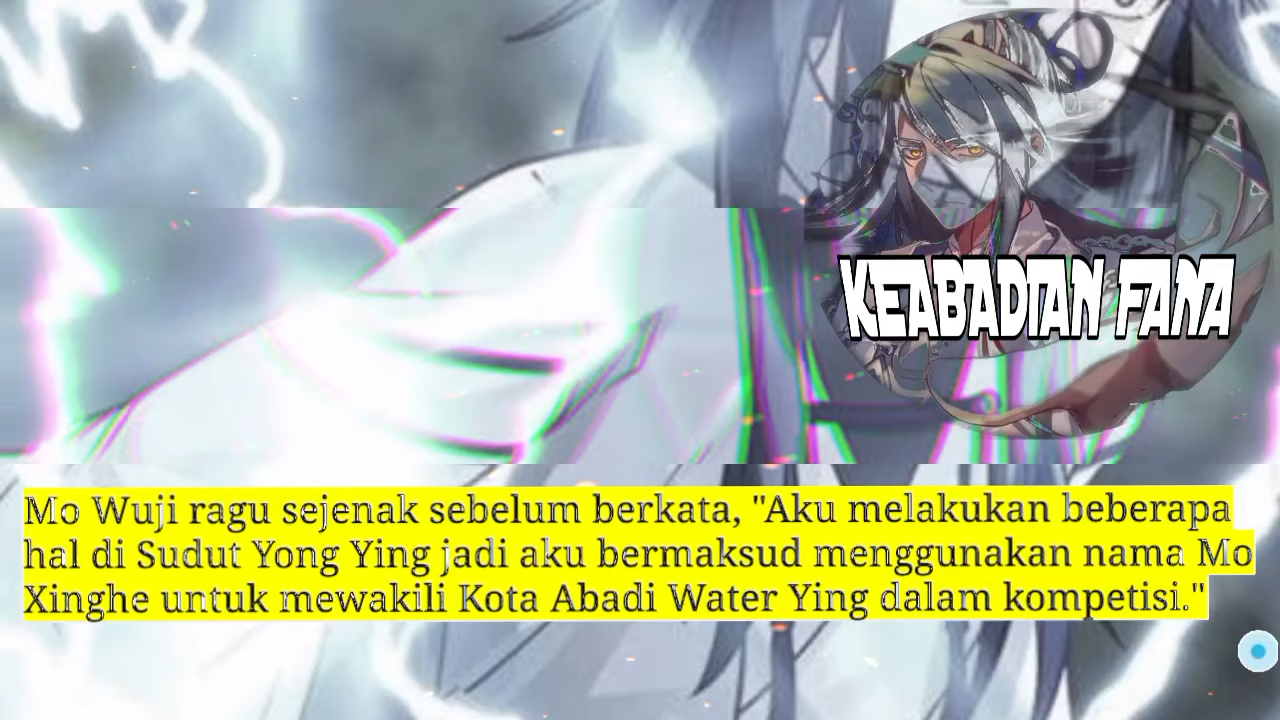 KEABADIAN FANA
Mo Wuji ragu sejenak sebelum berkata, "Aku melakukan beberapa
hal di Sudut Yong Ying jadi aku bermaksud menggunakan nama Mo
Xinghe untuk mewakili Kota Abadi Water Ying dalam kompetisi."